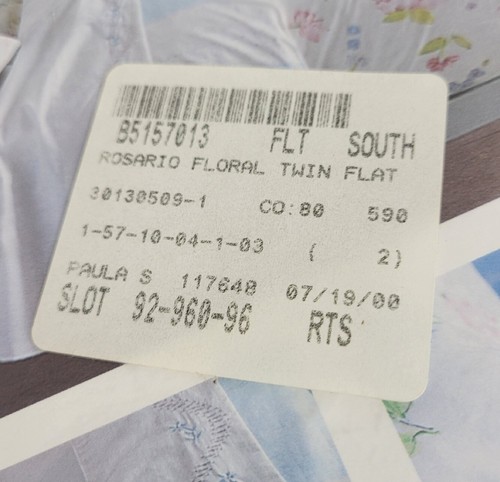 B5157013 FLT SOUTH
ROSARIO FLORAL TWIN FLAT
30130509-1 CO:80 590
1-57-10-04-1-03 ( 2)
PAULA S 117640 07/19/00
SLOT 92-960-96 RTS